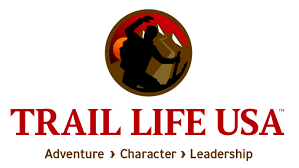 TRAIL LIFE USA™
Adventure › Character › Leadership